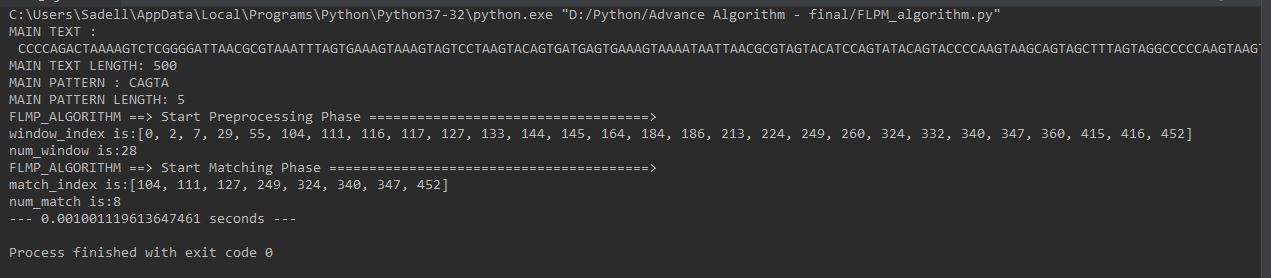 C:\Users\Sadell\AppData\Local\Programs\Python\Python37-32\python.exe "D:/Python/Advance Algorithm - final/FLPM_algorithm.py"
MAIN TEXT :
CCCCAGACTAAAAGTCTCGGGGATTAACGCGTAAATTTAGTGAAAGTAAAGTAGTCCTAAGTACAGTGATGAGTGAAAGTAAAATAATTAACGCGTAGTACATCCAGTATACAGTACCCCAAGTAAGCAGTAGCTTTAGTAGGCCCCCAAGTAAGT
MAIN TEXT LENGTH: 500
MAIN PATTERN : CAGTA
MAIN PATTERN LENGTH: 5
FLMP_ALGORITHM ==> Start Preprocessing Phase ===================================>
window_index is:[0, 2, 7, 29, 55, 104, 111, 116, 117, 127, 133, 144, 145, 164, 184, 186, 213, 224, 249, 260, 324, 332, 340, 347, 360, 415, 416, 452]
num_window is:28
FLMP_ALGORITHM ==> Start Matching Phase ========================================>
match_index is:[104, 111, 127, 249, 324, 340, 347, 452]
num_match is:8
--- 0.001001119613647461 seconds ---
Process finished with exit code 0